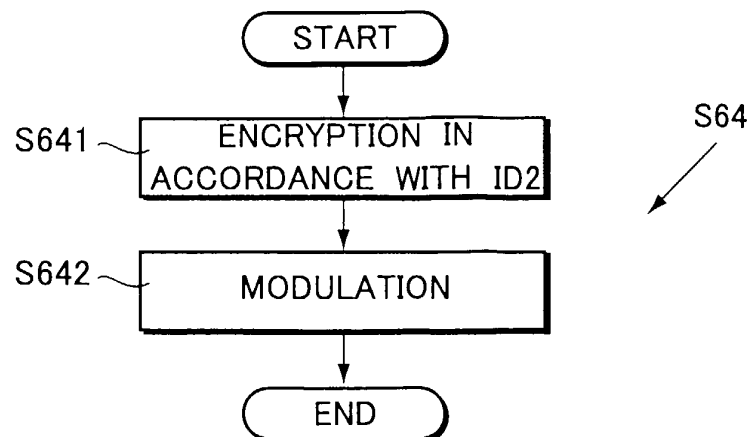 START
S641
ENCRYPTION IN
ACCORDANCE WITH ID2
S64
S642
MODULATION
END